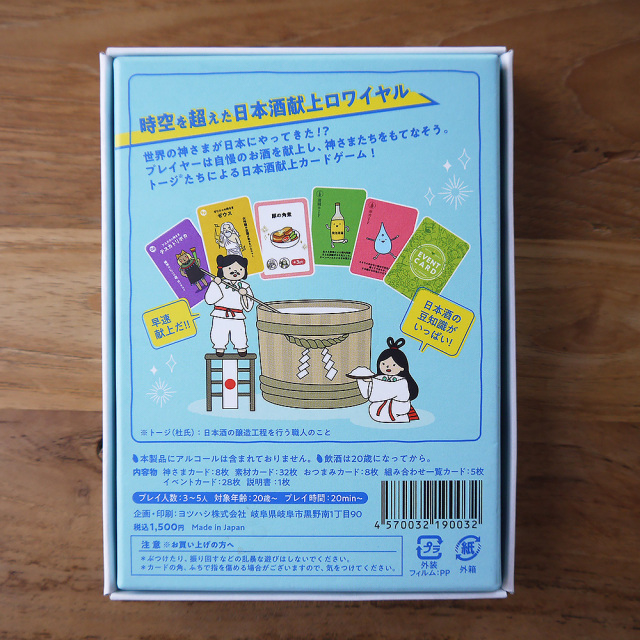 時空を超えた日本酒献上ロワイヤル
世界の神さまが日本にやってきた!?
プレイヤーは自慢のお酒を献上し、神さまたちをもてなそう。
トージ*たちによる日本酒献上カードゲーム!
テスカトリポカ
ゼウス
豚の角煮
EVENT CARD
早速
献上だ!!
日本酒の
豆知識が
いっぱい!
※トージ(杜氏):日本酒の醸造工程を行う職人のこと
本製品にアルコールは含まれておりません。 飲酒は20歳になってから。
内容物 神さまカード:8枚 素材カード:32枚 おつまみカード:8枚 組み合わせ一覧カード:5枚
イベントカード:28枚 説明書:1枚
プレイ人数:3~5人 対象年齢:20歳~ プレイ時間:20min~
企画・印刷:ヨツハシ株式会社 岐阜県岐阜市黒野南1丁目90
税込1,500円 Made in Japan
4 570032 190032
注意 ※お買い上げの方へ
*ぶつけたり、振り回すなどの乱暴な遊びはしないでください。
*カードの角、ふちで指を傷める場合がございますので、気をつけてください。
プラ
外装
フィルム:PP
紙
外箱